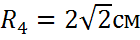 R₄ = 2√2см